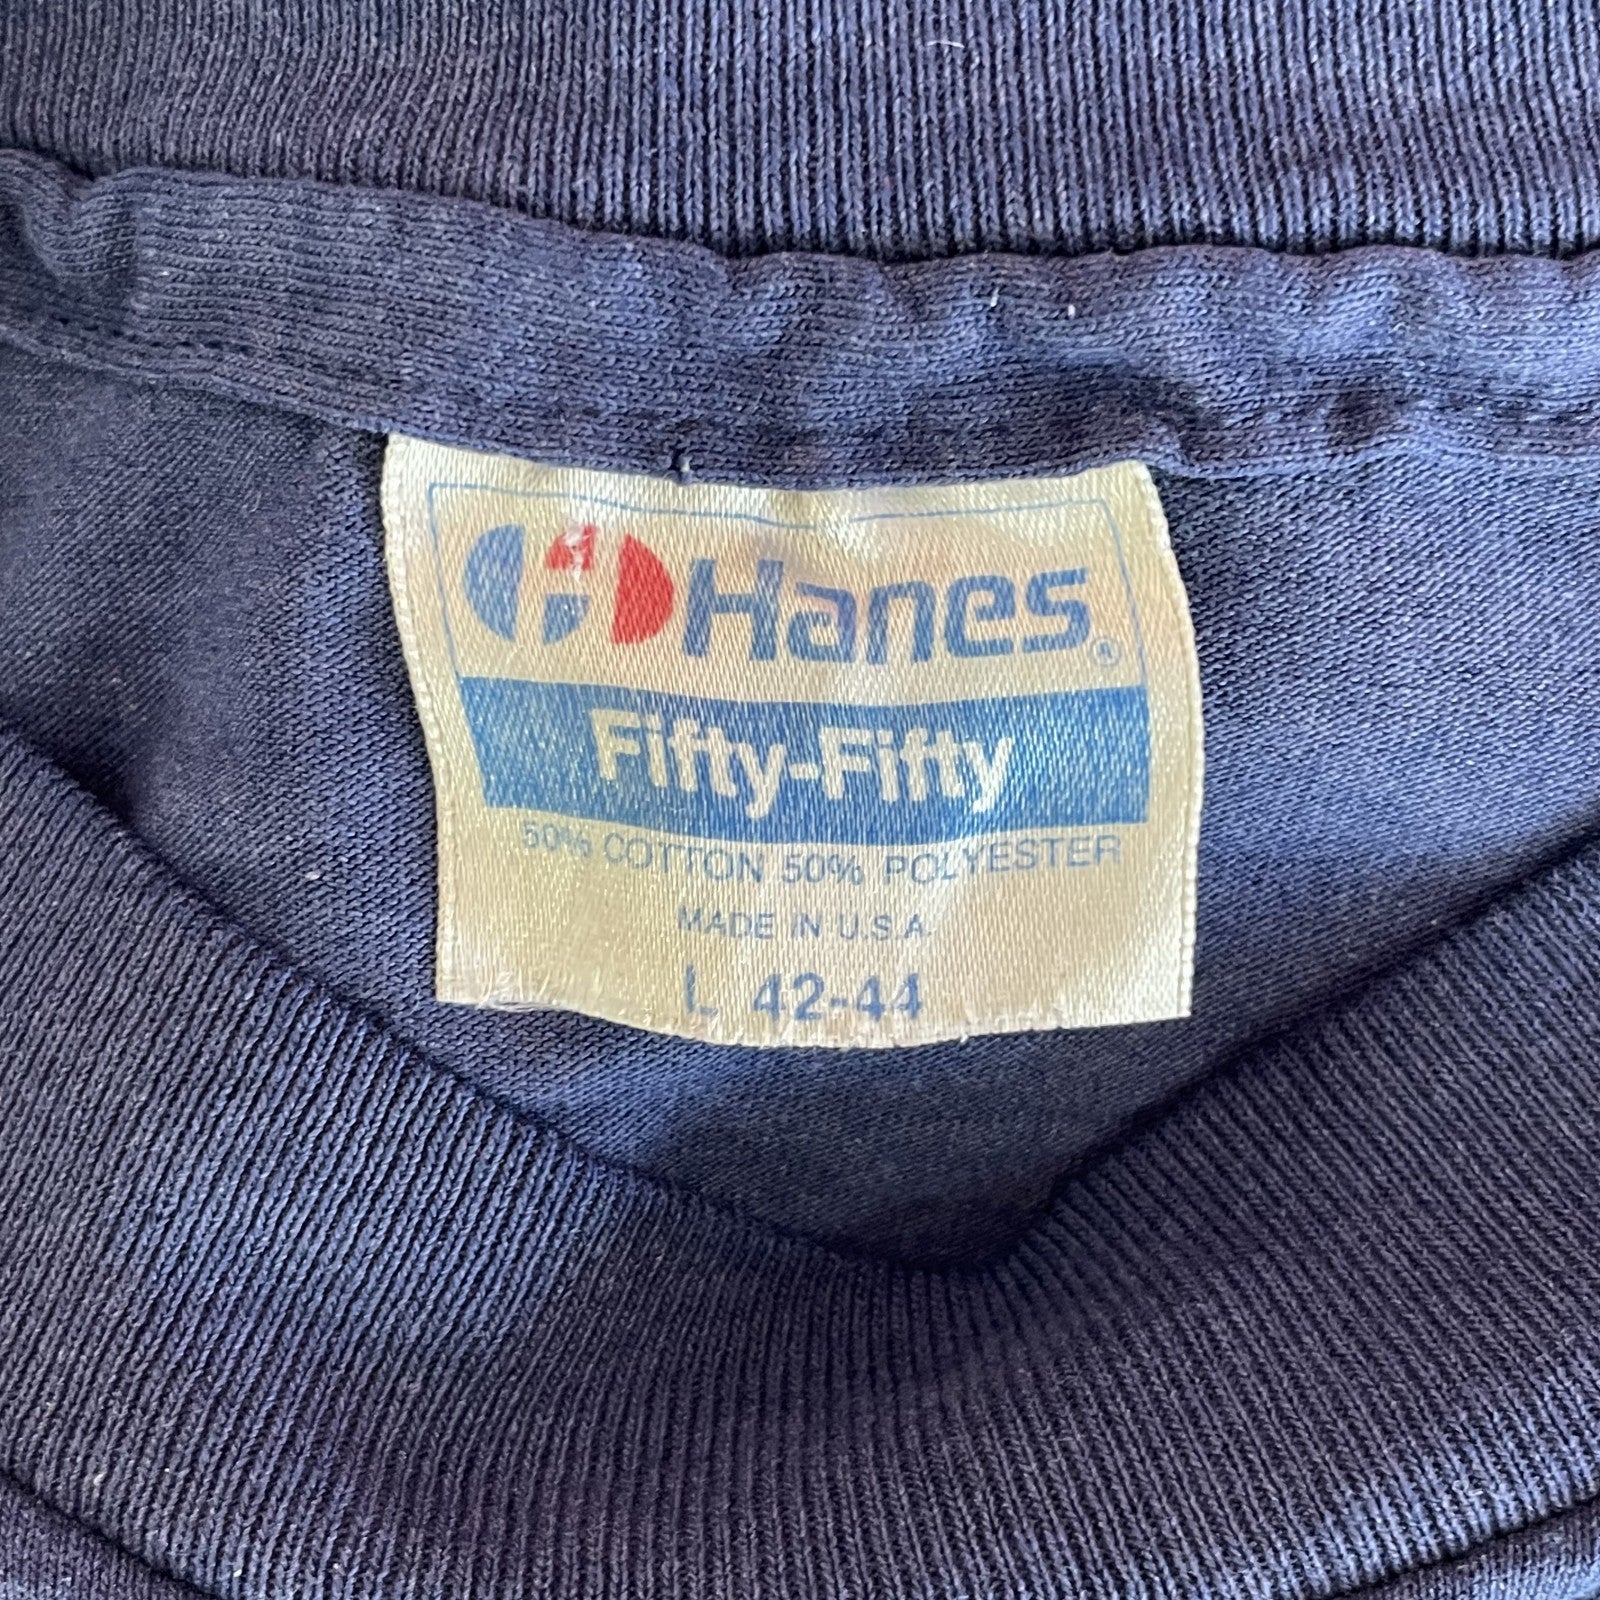 Hanes®
Fifty-Fifty
50% COTTON 50% POLYESTER
MADE IN U.S.A.
L 42-44